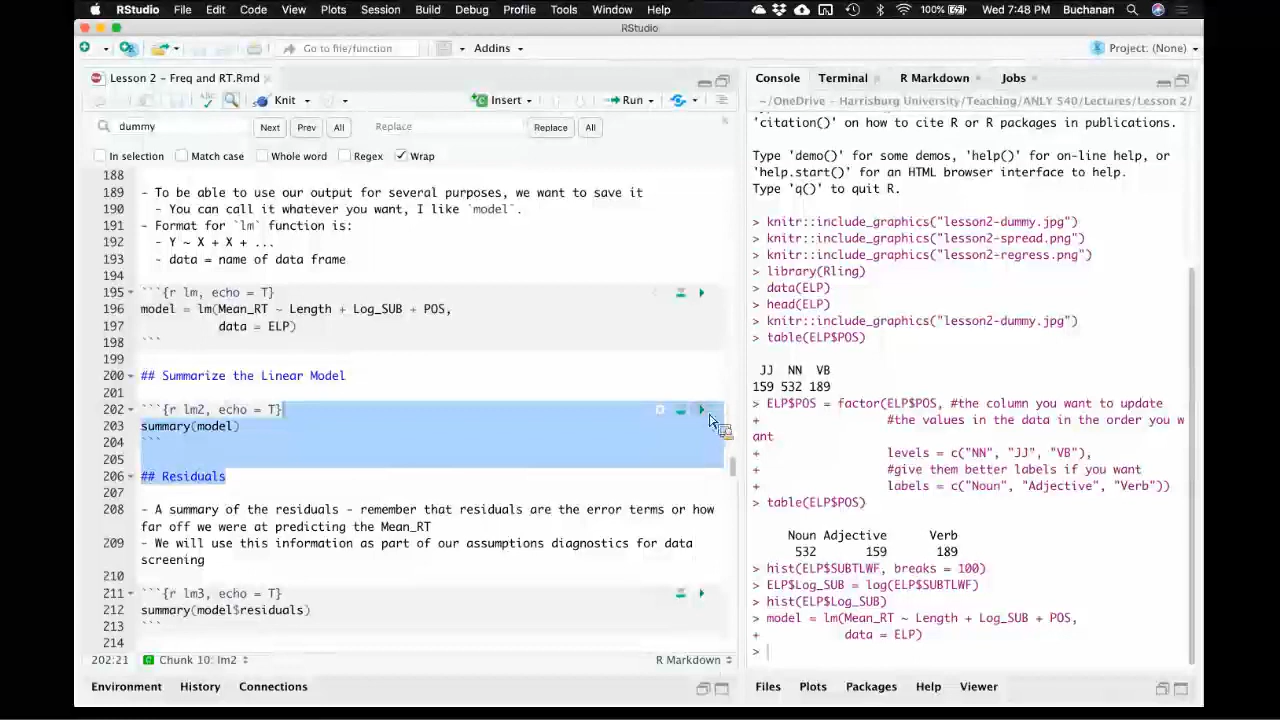 RStudio File Edit Code View Plots Session Build Debug Profile Tools Window Help 100% Wed 7:48 PM Buchanan
RStudio
Go to file/function Addins Project: (None)
Lesson 2 - Freq and RT.Rmd
Knit Insert Run
dummy Next Prev All Replace Replace All
In selection Match case Whole word Regex Wrap
188
189 - To be able to use our output for several purposes, we want to save it
190 - You can call it whatever you want, I like `model`.
191 - Format for `lm` function is:
192 - Y ~ X + X + ...
193 - data = name of data frame
194
195 ```{r lm, echo = T}
196 model = lm(Mean_RT ~ Length + Log_SUB + POS,
197 data = ELP)
198 ```
199
200 ## Summarize the Linear Model
201
202 ```{r lm2, echo = T}
203 summary(model)
204 ```
205
206 ## Residuals
207
208 - A summary of the residuals - remember that residuals are the error terms or how
far off we were at predicting the Mean_RT
209 - We will use this information as part of our assumptions diagnostics for data
screening
210
211 ```{r lm3, echo = T}
212 summary(model$residuals)
213 ```
214
202:21 Chunk 10: lm2 R Markdown
Environment History Connections
Console Terminal R Markdown Jobs
~/OneDrive - Harrisburg University/Teaching/ANLY 540/Lectures/Lesson 2/
'citation()' on how to cite R or R packages in publications.
Type 'demo()' for some demos, 'help()' for on-line help, or
'help.start()' for an HTML browser interface to help.
Type 'q()' to quit R.
> knitr::include_graphics("lesson2-dummy.jpg")
> knitr::include_graphics("lesson2-spread.png")
> knitr::include_graphics("lesson2-regress.png")
> library(Rling)
> data(ELP)
> head(ELP)
> knitr::include_graphics("lesson2-dummy.jpg")
> table(ELP$POS)
JJ NN VB
159 532 189
> ELP$POS = factor(ELP$POS, #the column you want to update
+ #the values in the data in the order you w
ant
+ levels = c("NN", "JJ", "VB"),
+ #give them better labels if you want
+ labels = c("Noun", "Adjective", "Verb"))
> table(ELP$POS)
Noun Adjective Verb
532 159 189
> hist(ELP$SUBTLWF, breaks = 100)
> ELP$Log_SUB = log(ELP$SUBTLWF)
> hist(ELP$Log_SUB)
> model = lm(Mean_RT ~ Length + Log_SUB + POS,
+ data = ELP)
>
Files Plots Packages Help Viewer